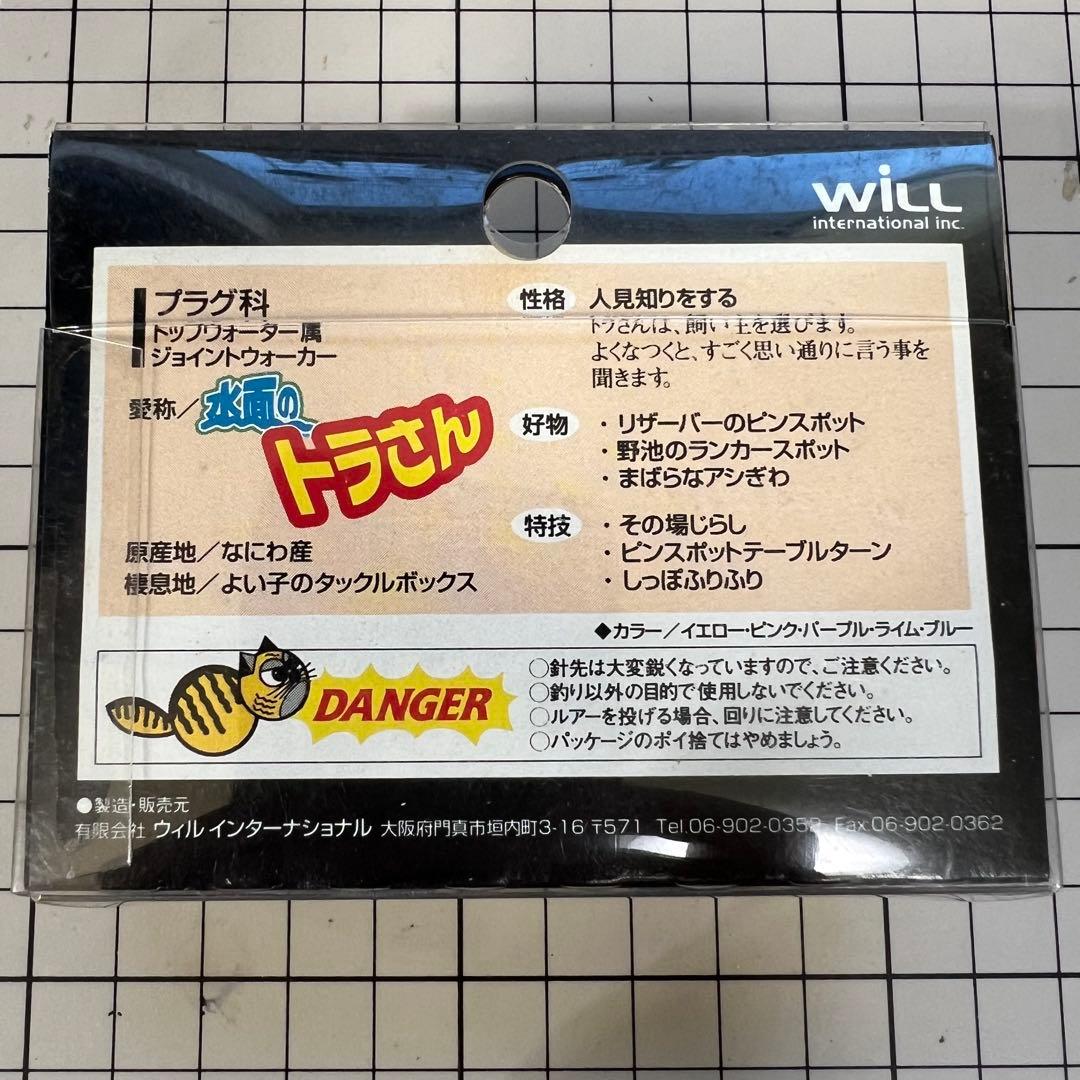 WiLL
international inc.
プラグ科
トップウォーター属
ジョイントウォーカー
愛称／水面の
トラさん
原産地／なにわ産
棲息地／よい子のタックルボックス
性格 人見知りをする
トラさんは、飼い主を選びます。
よくなつくと、すごく思い通りに言う事を
聞きます。
好物 ・リザーバーのピンスポット
・野池のランカースポット
・まばらなアシぎわ
特技 ・その場じらし
・ピンスポットテーブルターン
・しっぽふりふり
◆カラー／イエロー・ピンク・パープル・ライム・ブルー
DANGER
○針先は大変鋭くなっていますので、ご注意ください。
○釣り以外の目的で使用しないでください。
○ルアーを投げる場合、回りに注意してください。
○パッケージのポイ捨てはやめましょう。
●製造・販売元
有限会社 ウィル インターナショナル 大阪府門真市垣内町3-16 〒571 Tel.06-902-0352 Fax.06-902-0362